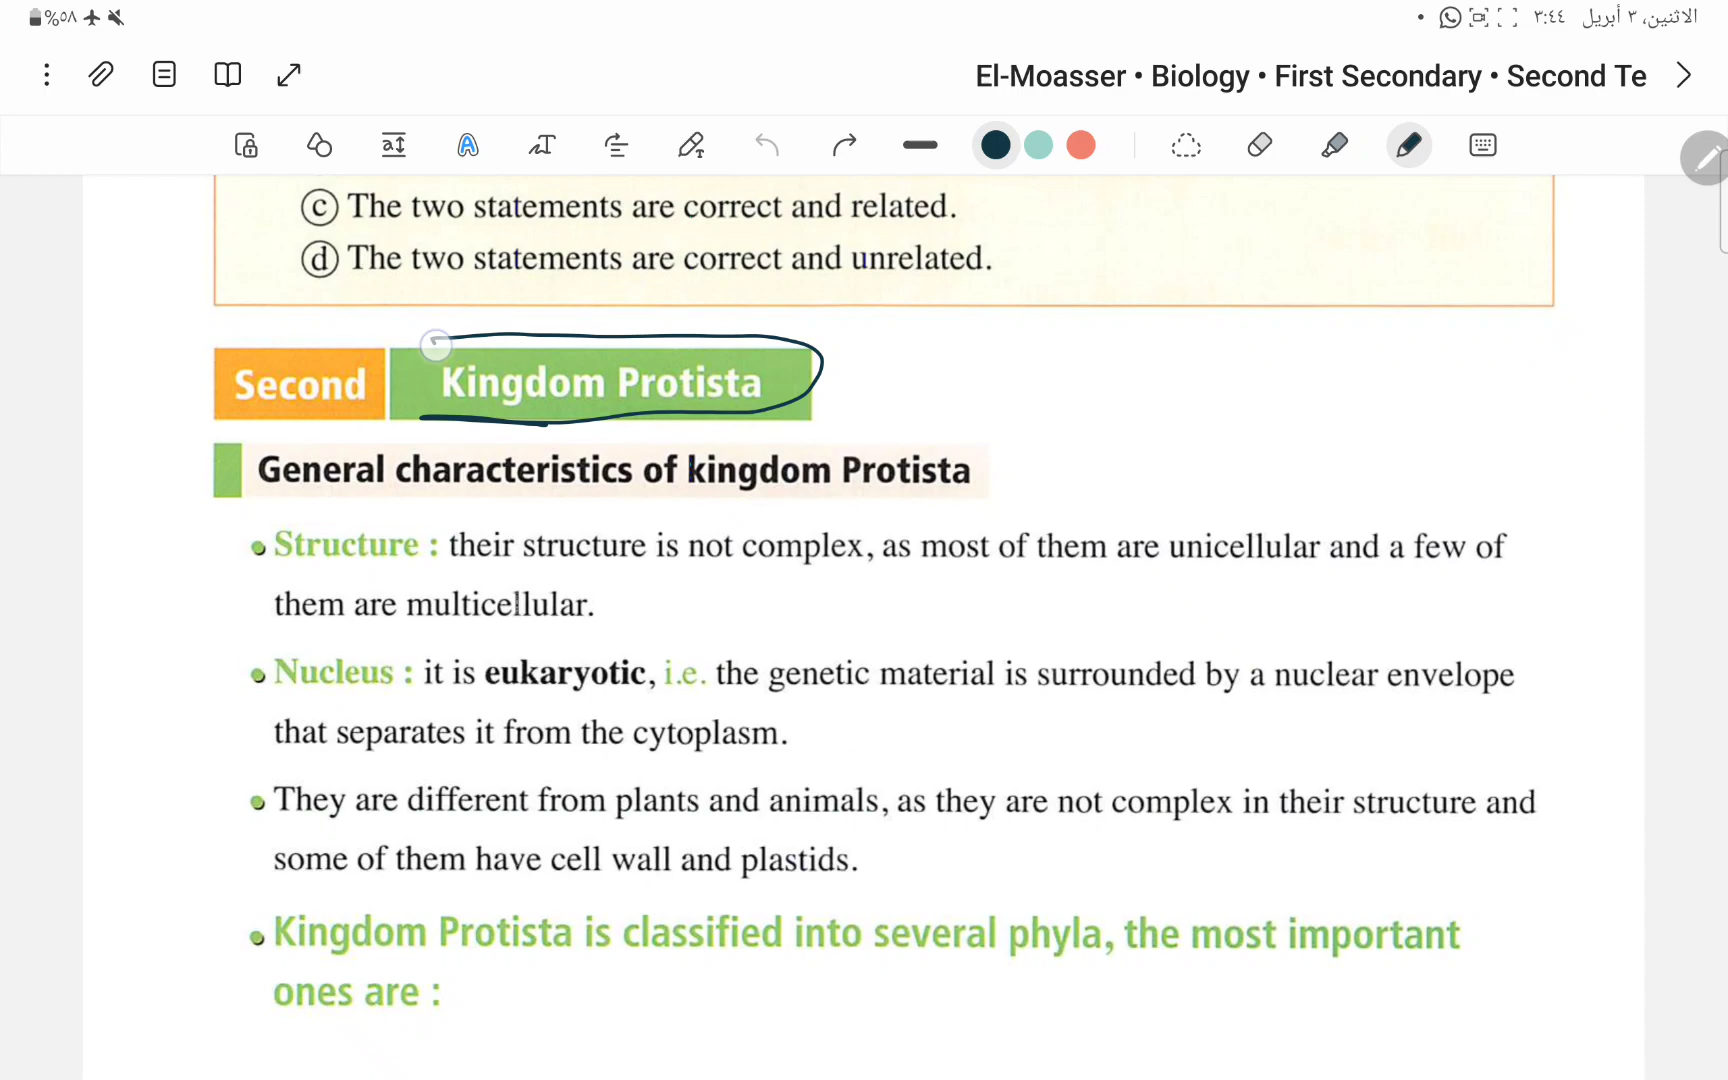 %٥٨
الاثنين، ٣ أبريل ٣:٤٤
El-Moasser • Biology • First Secondary • Second Te
ⓒ The two statements are correct and related.
ⓓ The two statements are correct and unrelated.
Second Kingdom Protista
General characteristics of kingdom Protista
• Structure : their structure is not complex, as most of them are unicellular and a few of
them are multicellular.
• Nucleus : it is eukaryotic, i.e. the genetic material is surrounded by a nuclear envelope
that separates it from the cytoplasm.
• They are different from plants and animals, as they are not complex in their structure and
some of them have cell wall and plastids.
• Kingdom Protista is classified into several phyla, the most important
ones are :